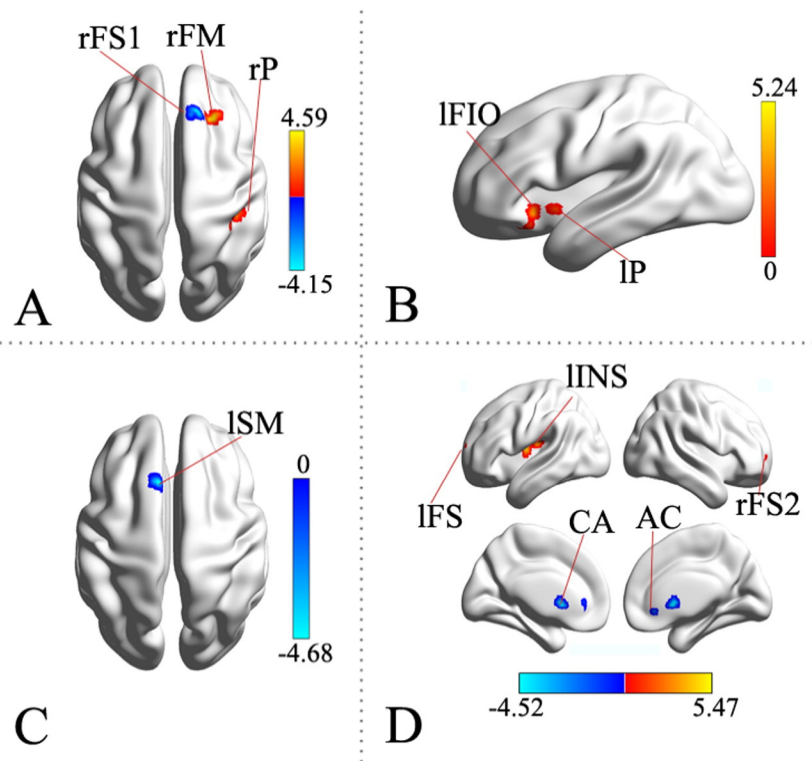 rFS1
rFM
rP
4.59
-4.15
A
lFIO
lP
5.24
0
B
lSM
0
-4.68
C
lINS
lFS
rFS2
CA
AC
-4.52
5.47
D